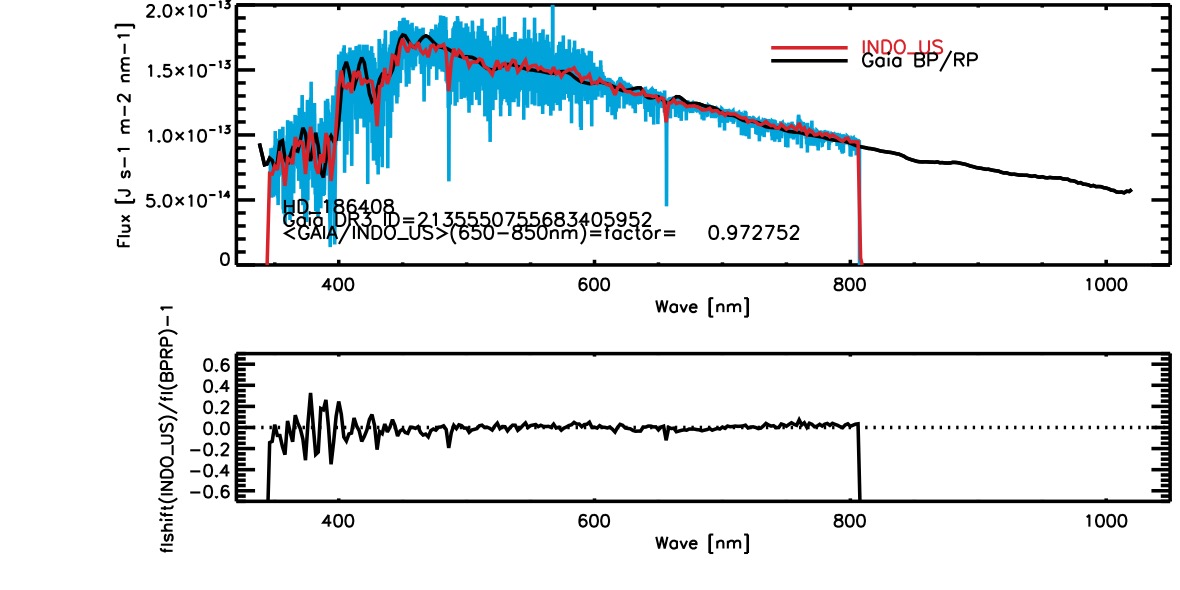 2.0×10−13
1.5×10−13
1.0×10−13
5.0×10−14
0
Flux [J s−1 m−2 nm−1]
INDO_US
Gaia BP/RP
HD_186408
Gaia DR3 ID=2135550755683405952
<GAIA/INDO_US>(650−850nm)=factor= 0.972752
400 600 800 1000
Wave [nm]
flshift(INDO_US)/fl(BPRP)−1
0.6
0.4
0.2
0.0
−0.2
−0.4
−0.6
400 600 800 1000
Wave [nm]